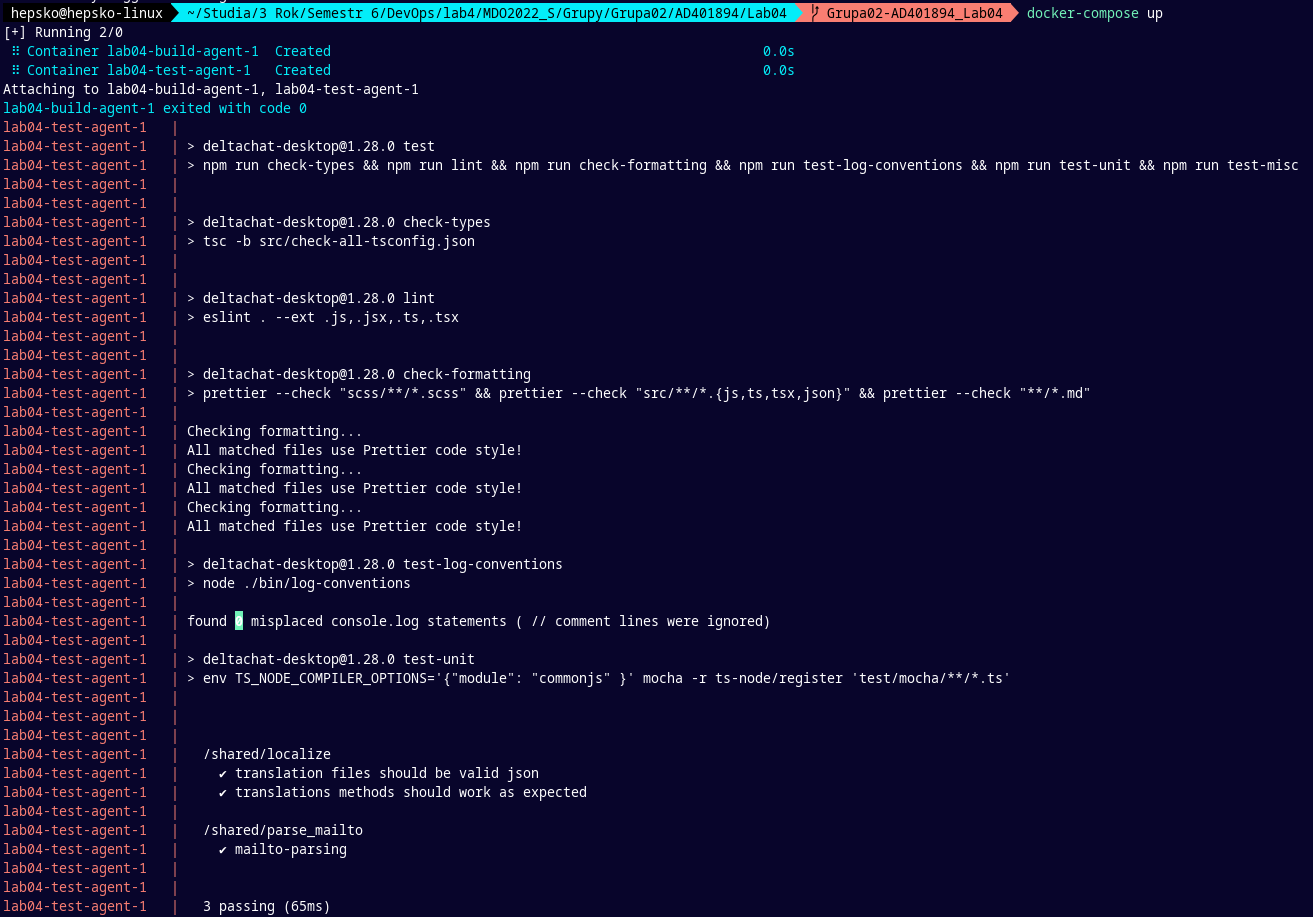 hepsko@hepsko-linux ~/Studia/3 Rok/Semestr 6/DevOps/lab4/MDO2022_S/Grupy/Grupa02/AD401894/Lab04 Grupa02-AD401894_Lab04 docker-compose up
[+] Running 2/0
⠿ Container lab04-build-agent-1  Created 0.0s
⠿ Container lab04-test-agent-1   Created 0.0s
Attaching to lab04-build-agent-1, lab04-test-agent-1
lab04-build-agent-1 exited with code 0
lab04-test-agent-1   |
lab04-test-agent-1   | > deltachat-desktop@1.28.0 test
lab04-test-agent-1   | > npm run check-types && npm run lint && npm run check-formatting && npm run test-log-conventions && npm run test-unit && npm run test-misc
lab04-test-agent-1   |
lab04-test-agent-1   |
lab04-test-agent-1   | > deltachat-desktop@1.28.0 check-types
lab04-test-agent-1   | > tsc -b src/check-all-tsconfig.json
lab04-test-agent-1   |
lab04-test-agent-1   |
lab04-test-agent-1   | > deltachat-desktop@1.28.0 lint
lab04-test-agent-1   | > eslint . --ext .js,.jsx,.ts,.tsx
lab04-test-agent-1   |
lab04-test-agent-1   |
lab04-test-agent-1   | > deltachat-desktop@1.28.0 check-formatting
lab04-test-agent-1   | > prettier --check "scss/**/*.scss" && prettier --check "src/**/*.{js,ts,tsx,json}" && prettier --check "**/*.md"
lab04-test-agent-1   |
lab04-test-agent-1   | Checking formatting...
lab04-test-agent-1   | All matched files use Prettier code style!
lab04-test-agent-1   | Checking formatting...
lab04-test-agent-1   | All matched files use Prettier code style!
lab04-test-agent-1   | Checking formatting...
lab04-test-agent-1   | All matched files use Prettier code style!
lab04-test-agent-1   |
lab04-test-agent-1   | > deltachat-desktop@1.28.0 test-log-conventions
lab04-test-agent-1   | > node ./bin/log-conventions
lab04-test-agent-1   |
lab04-test-agent-1   | found 0 misplaced console.log statements ( // comment lines were ignored)
lab04-test-agent-1   |
lab04-test-agent-1   | > deltachat-desktop@1.28.0 test-unit
lab04-test-agent-1   | > env TS_NODE_COMPILER_OPTIONS='{"module": "commonjs" }' mocha -r ts-node/register 'test/mocha/**/*.ts'
lab04-test-agent-1   |
lab04-test-agent-1   |
lab04-test-agent-1   |
lab04-test-agent-1   |   /shared/localize
lab04-test-agent-1   |     ✔ translation files should be valid json
lab04-test-agent-1   |     ✔ translations methods should work as expected
lab04-test-agent-1   |
lab04-test-agent-1   |   /shared/parse_mailto
lab04-test-agent-1   |     ✔ mailto-parsing
lab04-test-agent-1   |
lab04-test-agent-1   |
lab04-test-agent-1   |   3 passing (65ms)